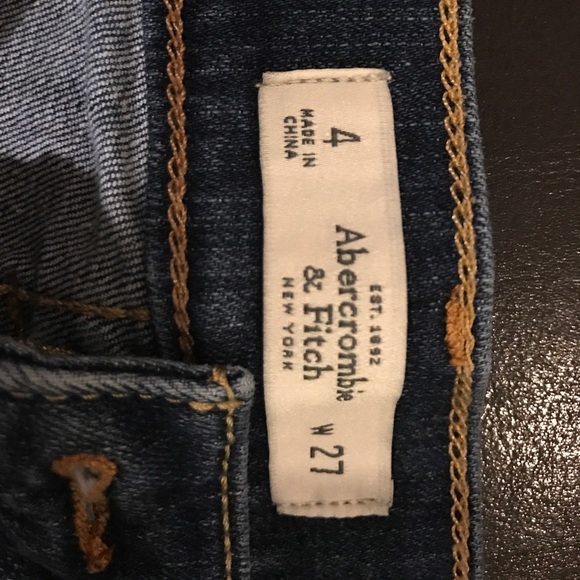 4
MADE IN
CHINA
EST. 1892
Abercrombie
& Fitch
NEW YORK
W 27